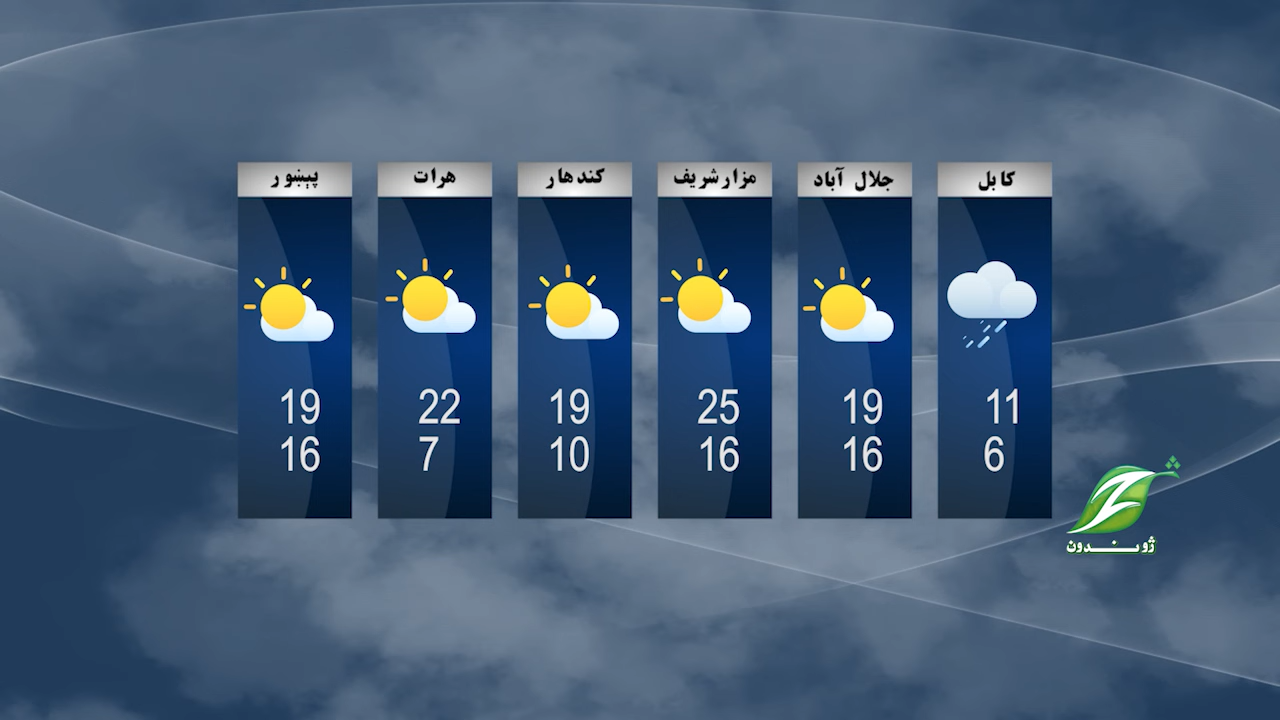 کابل
11
6
جلال آباد
19
16
مزارشریف
25
16
کندهار
19
10
هرات
22
7
پېښور
19
16
ژوندون